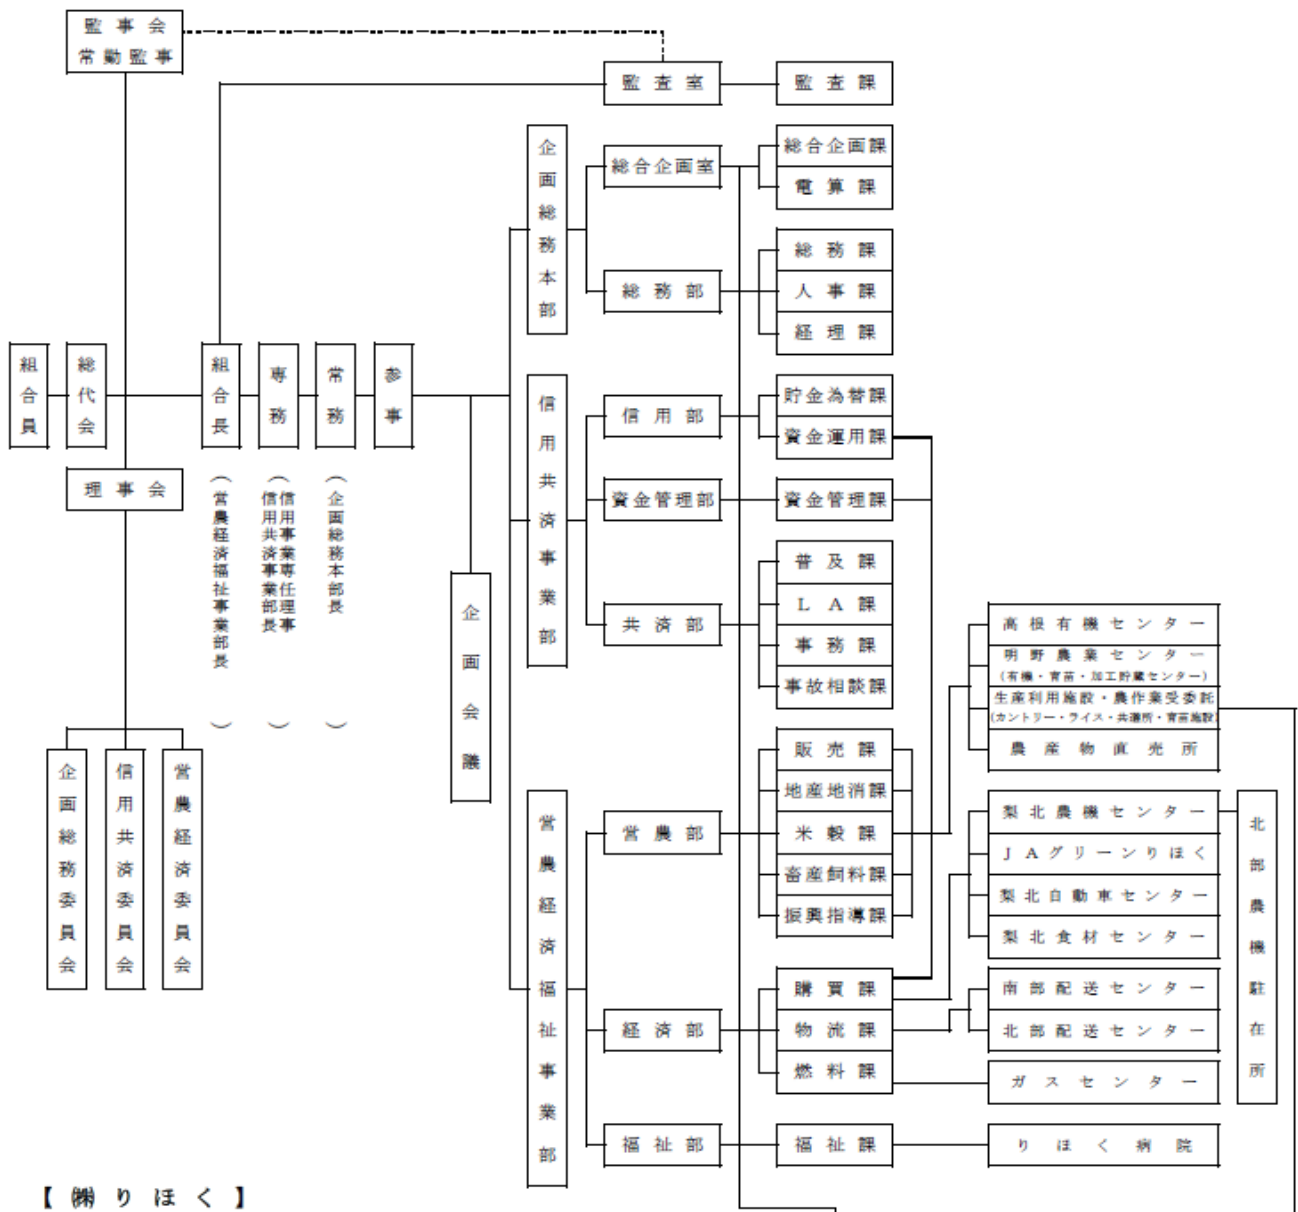 監事会
常勤監事
監査室
監査課
企画総務本部
総合企画室
総合企画課
電算課
総務部
総務課
人事課
経理課
組合員
総代会
組合長
専務
常務
参事
理事会
(営農経済福祉事業部長)
(信用事業専任理事
信用共済事業部長)
(企画総務本部長)
企画会議
信用共済事業部
信用部
貯金為替課
資金運用課
資金管理部
資金管理課
共済部
普及課
LA課
事務課
事故相談課
企画総務委員会
信用共済委員会
営農経済委員会
営農経済福祉事業部
営農部
販売課
地産地消課
米穀課
畜産飼料課
振興指導課
高根有機センター
明野農業センター
(有機・育苗・加工貯蔵センター)
生産利用施設・農作業受委託
(カントリー・ライス・共選所・育苗施設)
農産物直売所
梨北農機センター
JAグリーンりほく
梨北自動車センター
梨北食材センター
北部農機駐在所
経済部
購買課
物流課
燃料課
南部配送センター
北部配送センター
ガスセンター
福祉部
福祉課
りほく病院
【㈱りほく】